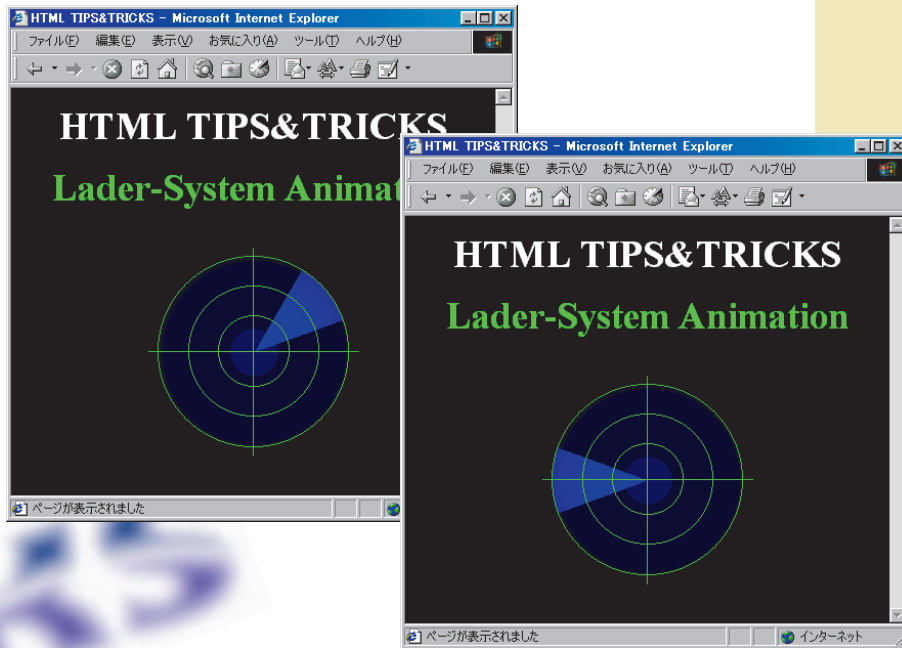 HTML TIPS&TRICKS - Microsoft Internet Explorer
ファイル(F) 編集(E) 表示(V) お気に入り(A) ツール(T) ヘルプ(H)
HTML TIPS&TRICKS
Lader-System Animat
ページが表示されました
HTML TIPS&TRICKS - Microsoft Internet Explorer
ファイル(F) 編集(E) 表示(V) お気に入り(A) ツール(T) ヘルプ(H)
HTML TIPS&TRICKS
Lader-System Animation
ページが表示されました インターネット